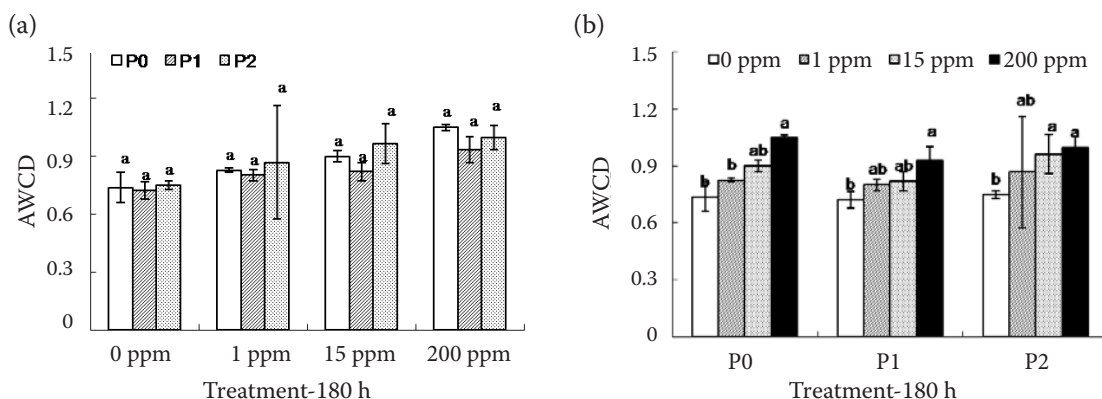 (a)
AWCD
1.5
1.2
0.9
0.6
0.3
0
P0 P1 P2
a a a a a a a a a a a a
0 ppm 1 ppm 15 ppm 200 ppm
Treatment-180 h
(b)
AWCD
1.5
1.2
0.9
0.6
0.3
0
0 ppm 1 ppm 15 ppm 200 ppm
b b ab a b ab ab a b ab a a
P0 P1 P2
Treatment-180 h